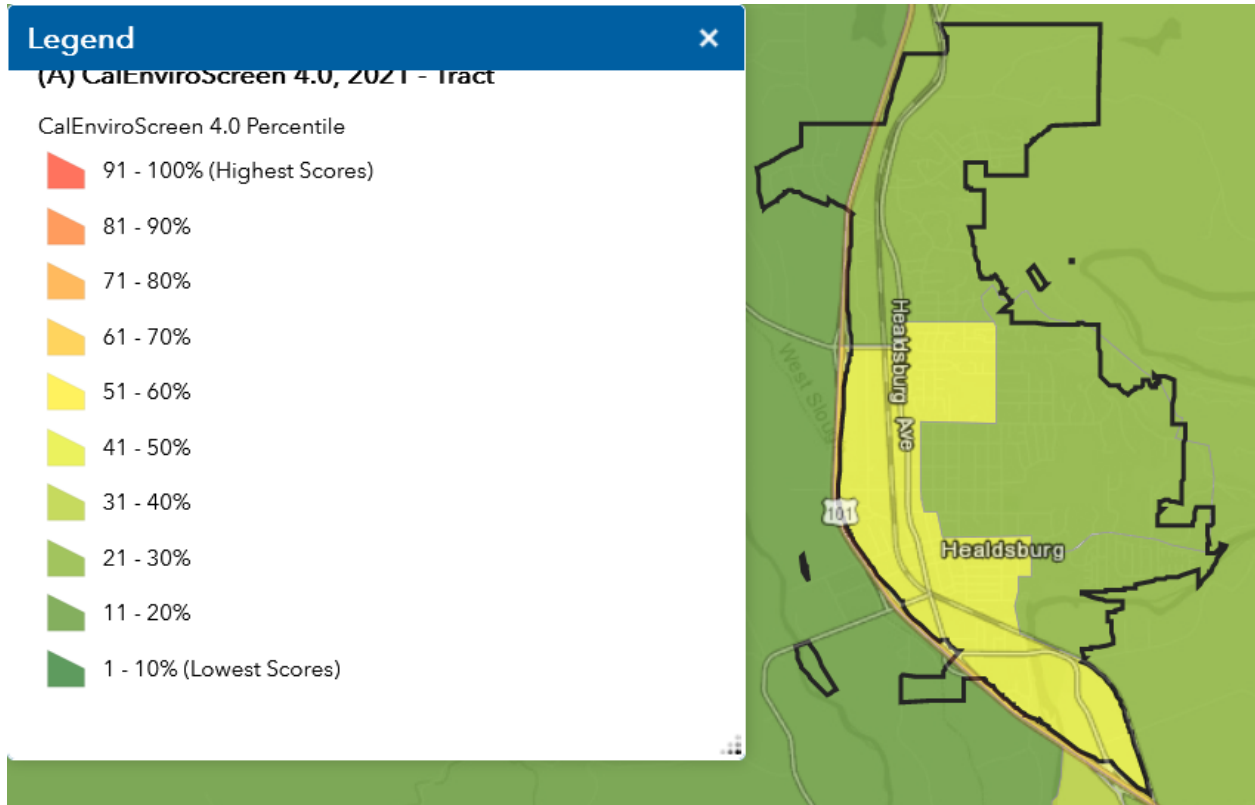 Legend
(A) CalEnviroScreen 4.0, 2021 - Tract
CalEnviroScreen 4.0 Percentile
91 - 100% (Highest Scores)
81 - 90%
71 - 80%
61 - 70%
51 - 60%
41 - 50%
31 - 40%
21 - 30%
11 - 20%
1 - 10% (Lowest Scores)
Healdsburg Ave
West Slough
101
Healdsburg